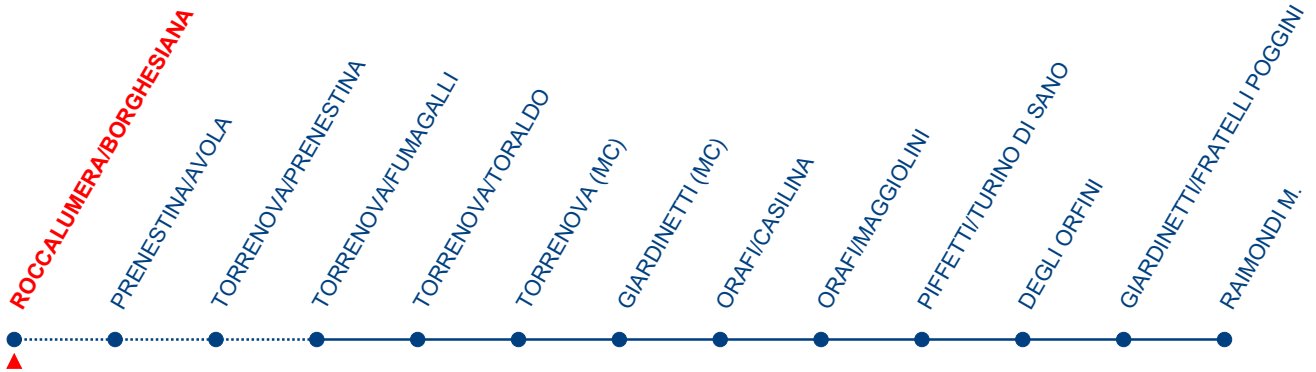 ROCCALUMERA/BORGHESIANA
PRENESTINA/AVOLA
TORRENOVA/PRENESTINA
TORRENOVA/FUMAGALLI
TORRENOVA/TORALDO
TORRENOVA (MC)
GIARDINETTI (MC)
ORAFI/CASILINA
ORAFI/MAGGIOLINI
PIFFETTI/TURINO DI SANO
DEGLI ORFINI
GIARDINETTI/FRATELLI POGGINI
RAIMONDI M.